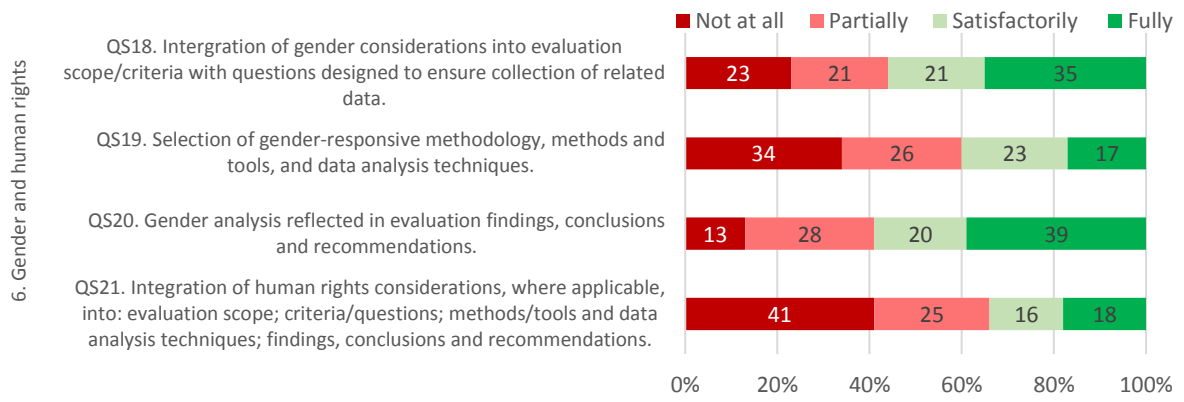 Not at all Partially Satisfactorily Fully
6. Gender and human rights
QS18. Intergration of gender considerations into evaluation
scope/criteria with questions designed to ensure collection of related
data.
23 21 21 35
QS19. Selection of gender-responsive methodology, methods and
tools, and data analysis techniques.
34 26 23 17
QS20. Gender analysis reflected in evaluation findings, conclusions
and recommendations.
13 28 20 39
QS21. Integration of human rights considerations, where applicable,
into: evaluation scope; criteria/questions; methods/tools and data
analysis techniques; findings, conclusions and recommendations.
41 25 16 18
0% 20% 40% 60% 80% 100%